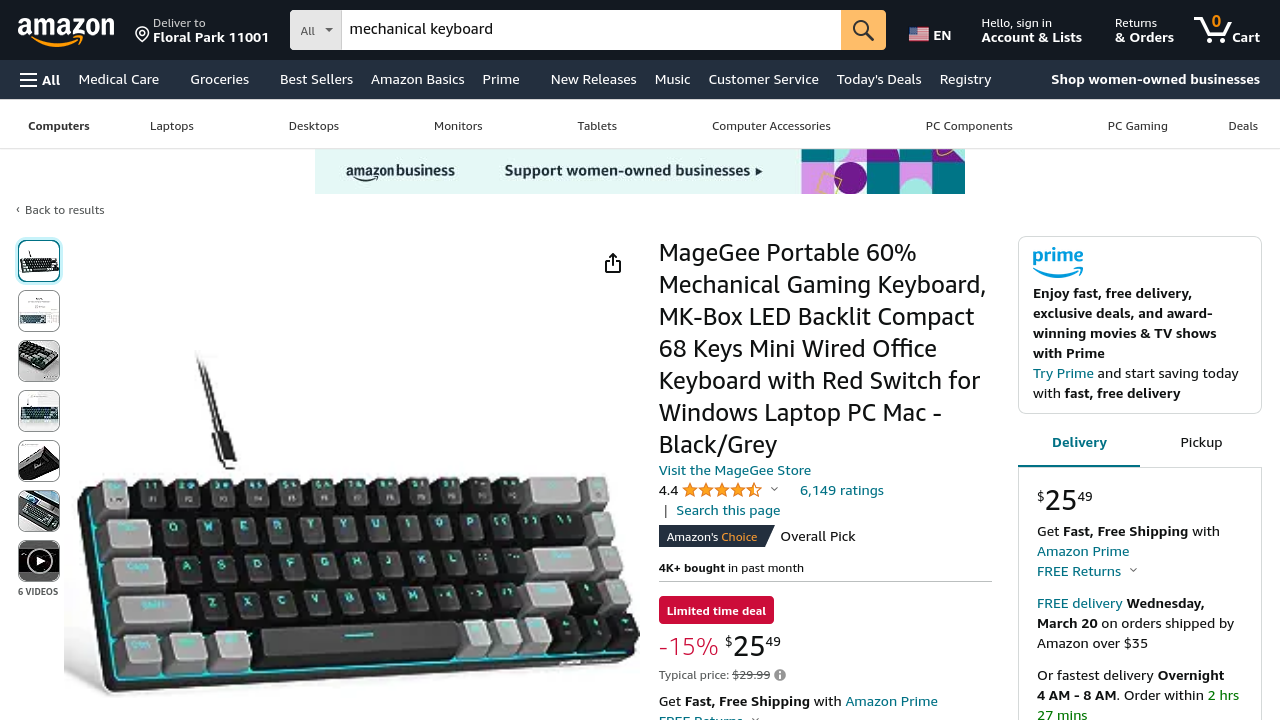 amazon
Deliver to
Floral Park 11001
All
mechanical keyboard
EN
Hello, sign in
Account & Lists
Returns
& Orders
0
Cart
All
Medical Care
Groceries
Best Sellers
Amazon Basics
Prime
New Releases
Music
Customer Service
Today's Deals
Registry
Shop women-owned businesses
Computers
Laptops
Desktops
Monitors
Tablets
Computer Accessories
PC Components
PC Gaming
Deals
amazon business
Support women-owned businesses ▸
‹ Back to results
6 VIDEOS
MageGee Portable 60%
Mechanical Gaming Keyboard,
MK-Box LED Backlit Compact
68 Keys Mini Wired Office
Keyboard with Red Switch for
Windows Laptop PC Mac -
Black/Grey
Visit the MageGee Store
4.4
6,149 ratings
| Search this page
Amazon's Choice
Overall Pick
4K+ bought in past month
Limited time deal
-15% $25 49
Typical price: $29.99
Get Fast, Free Shipping with Amazon Prime
FREE Returns
prime
Enjoy fast, free delivery,
exclusive deals, and award-
winning movies & TV shows
with Prime
Try Prime and start saving today
with fast, free delivery
Delivery
Pickup
$25 49
Get Fast, Free Shipping with
Amazon Prime
FREE Returns
FREE delivery Wednesday,
March 20 on orders shipped by
Amazon over $35
Or fastest delivery Overnight
4 AM - 8 AM. Order within 2 hrs
27 mins